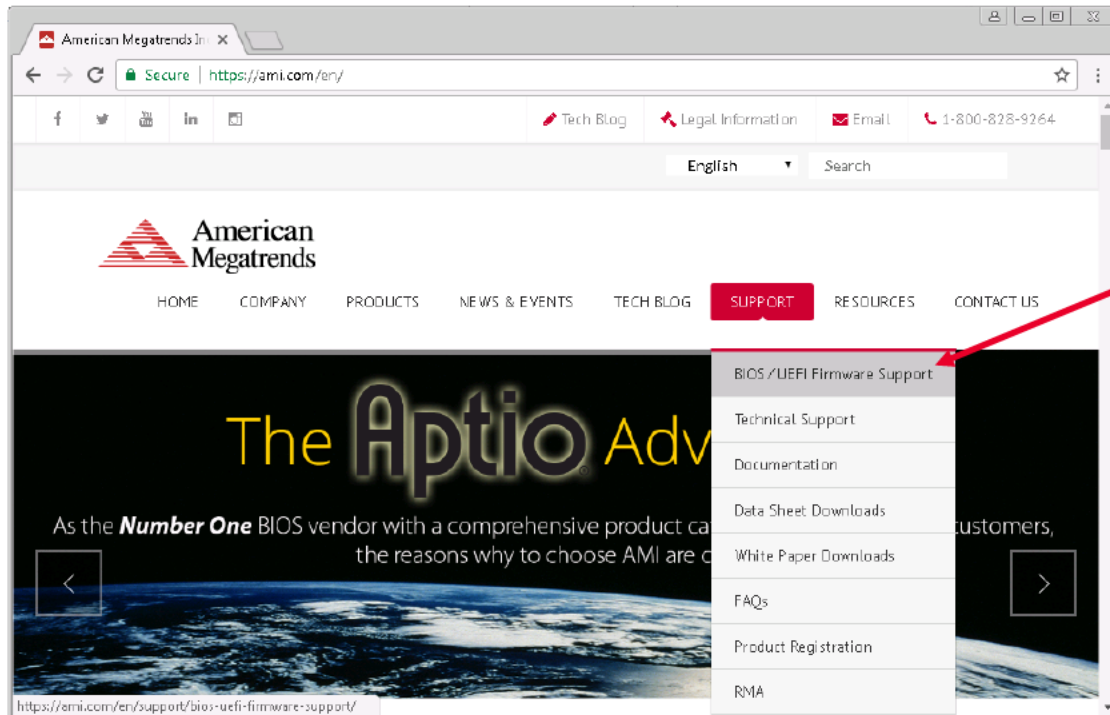 American Megatrends In
Secure | https://ami.com/en/
Tech Blog Legal Information Email 1-800-828-9264
English Search
American
Megatrends
HOME COMPANY PRODUCTS NEWS & EVENTS TECH BLOG SUPPORT RESOURCES CONTACT US
BIOS/UEFI Firmware Support
Technical Support
Documentation
Data Sheet Downloads
White Paper Downloads
FAQs
Product Registration
RMA
The Aptio Adv
As the Number One BIOS vendor with a comprehensive product ca ustomers,
the reasons why to choose AMI are c
https://ami.com/en/support/bios-uefi-firmware-support/